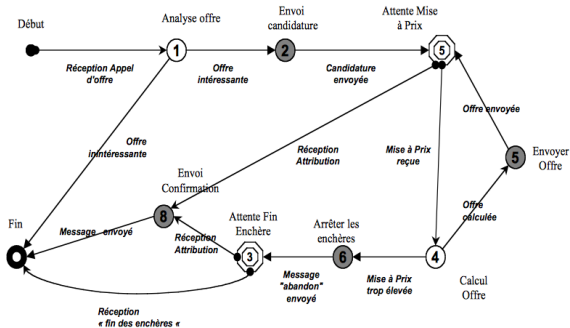 Début
Analyse offre
Envoi
candidature
Attente Mise
à Prix
1
2
5
Réception Appel
d'offre
Offre
intéressante
Candidature
envoyée
Offre envoyée
Offre
inintéressante
Réception
Attribution
Mise à Prix
reçue
5
Envoyer
Offre
Envoi
Confirmation
Offre
calculée
Fin
8
Attente Fin
Enchère
Arrêter les
enchères
Message envoyé
Réception
Attribution
3
6
4
Message
"abandon"
envoyé
Mise à Prix
trop élevée
Calcul
Offre
Réception
« fin des enchères «